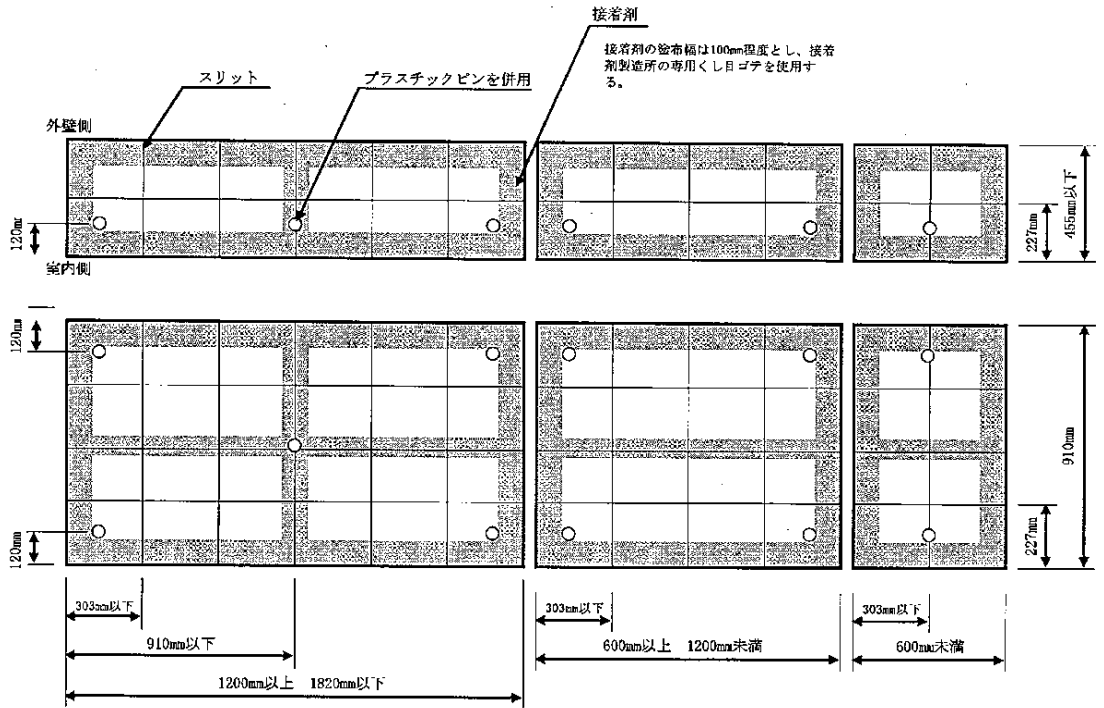 接着剤
接着剤の塗布幅は100mm程度とし、接着
剤製造所の専用くし目ゴテを使用す
る。
スリット
プラスチックピンを併用
外壁側
120mm
室内側
227mm
455mm以下
120mm
120mm
910mm
227mm
303mm以下
303mm以下
303mm以下
910mm以下
600mm以上 1200mm未満
600mm未満
1200mm以上 1820mm以下